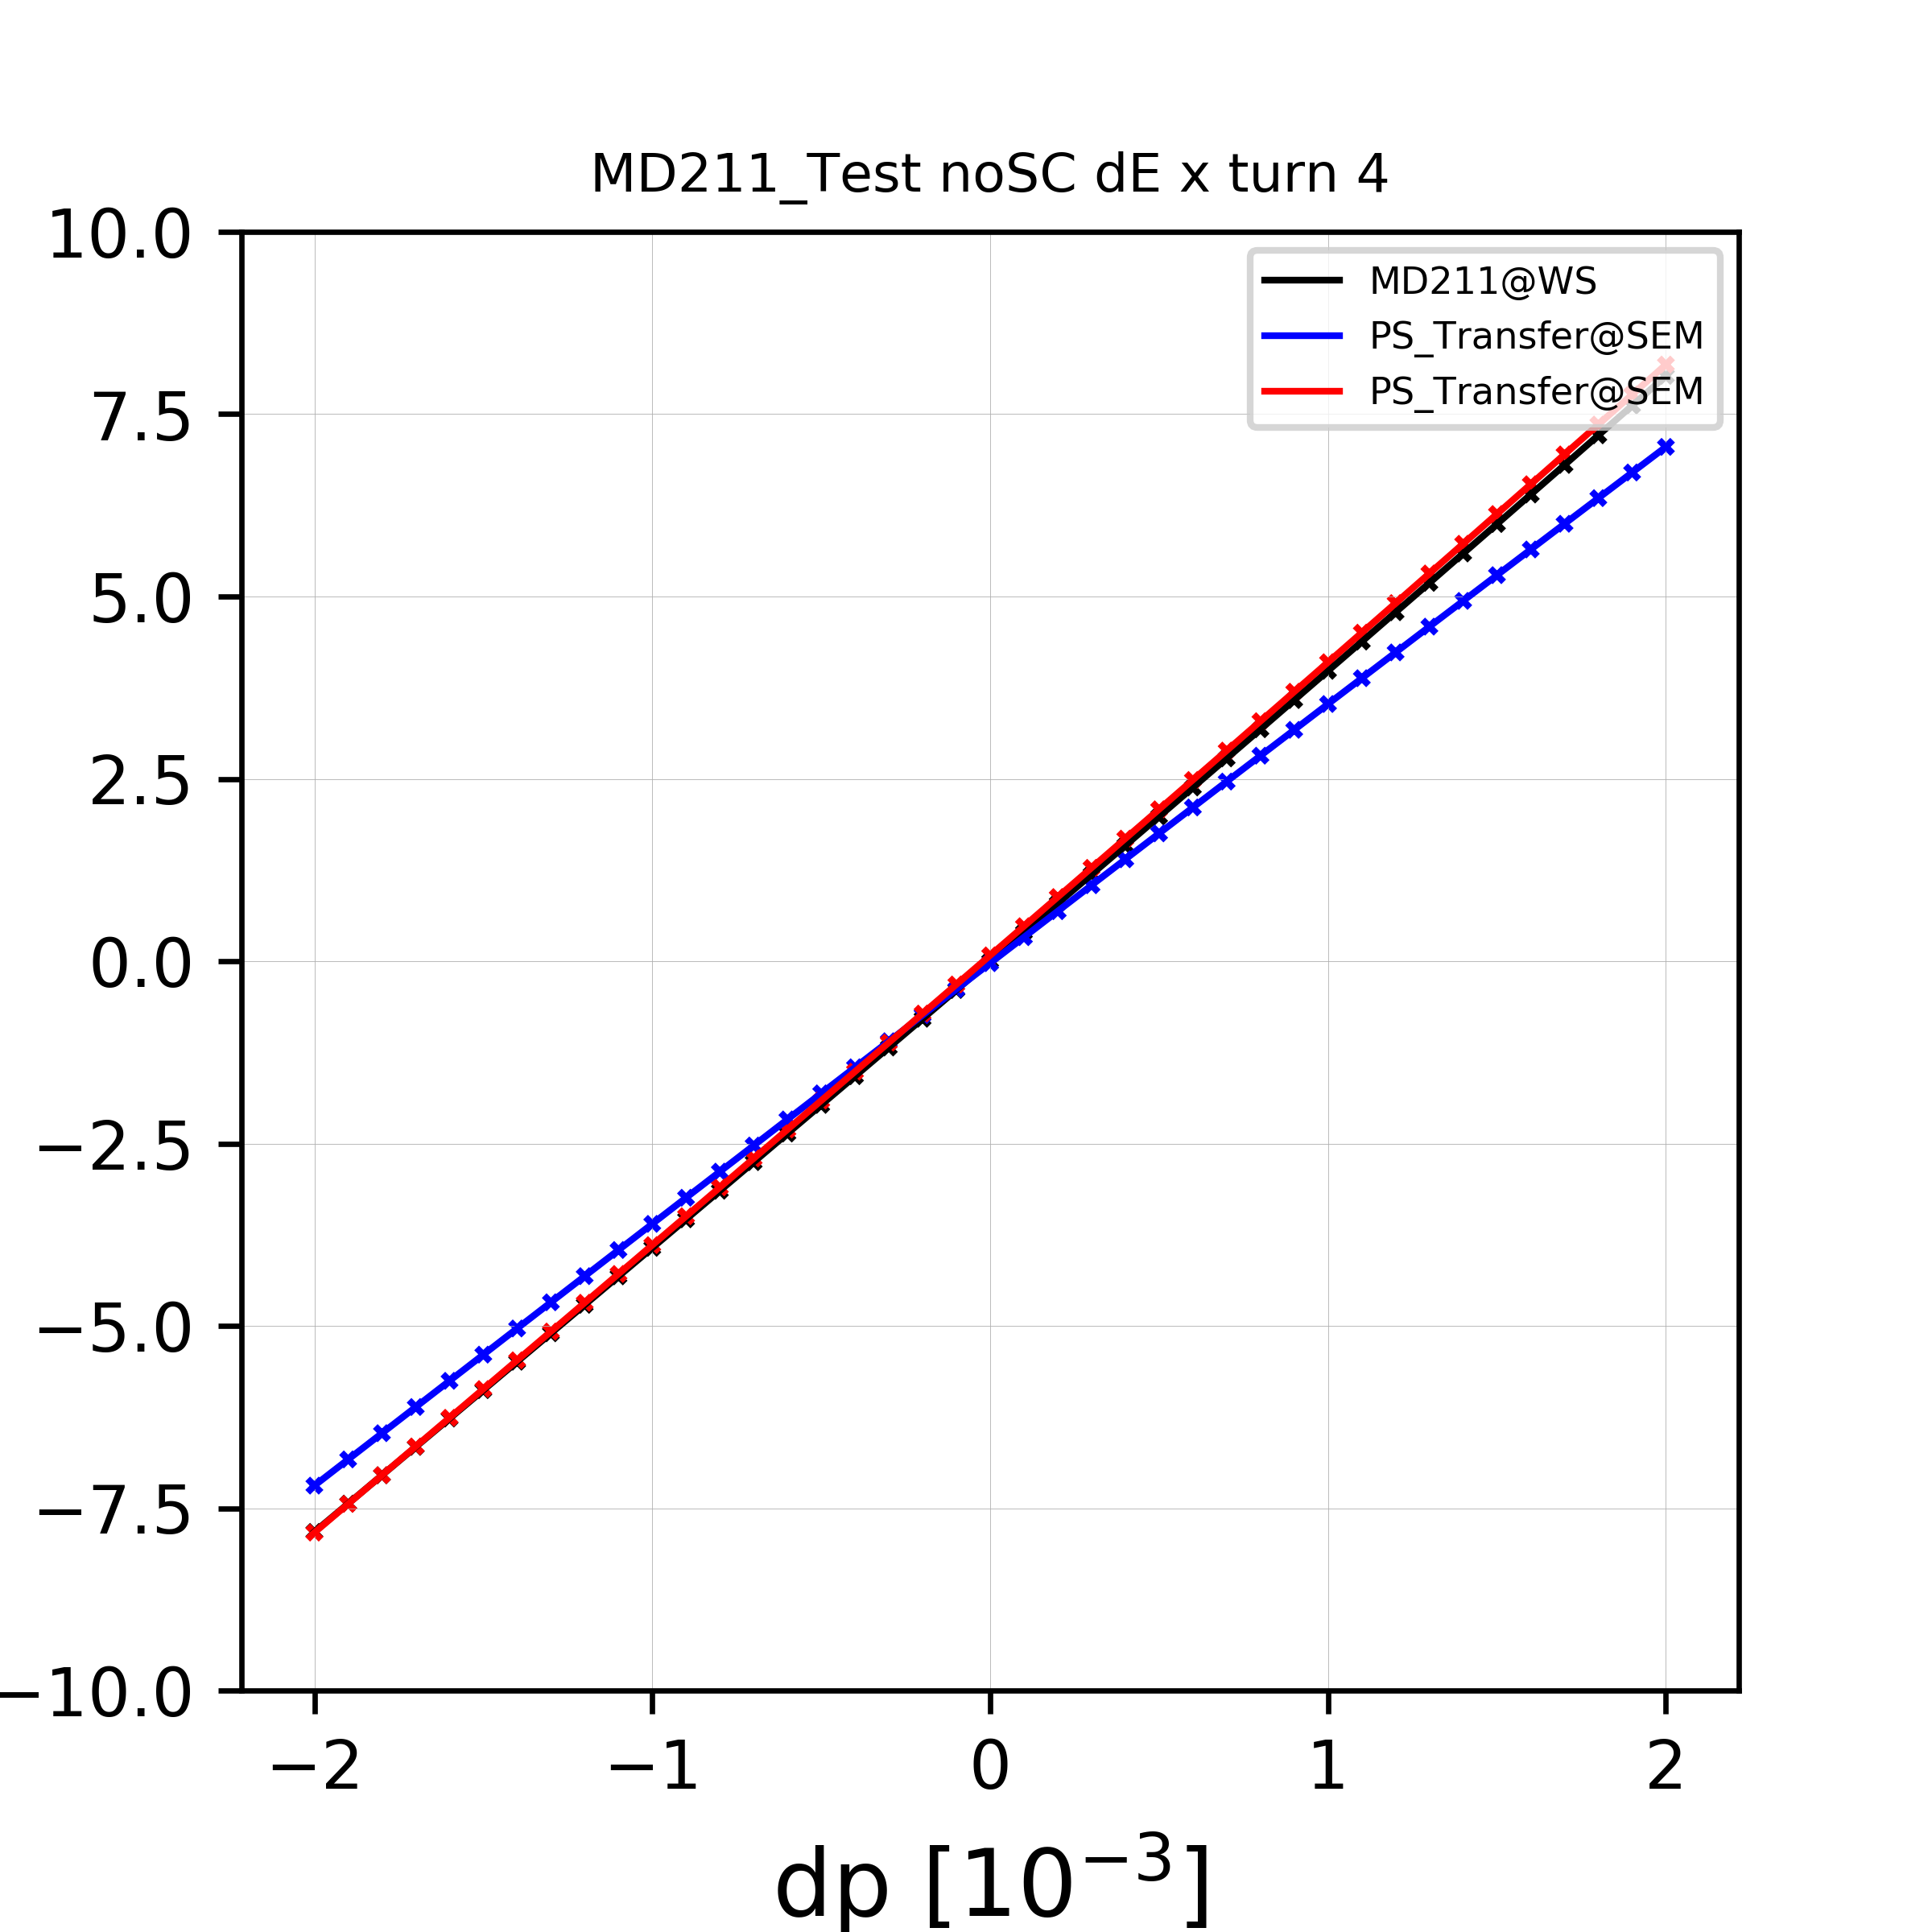 MD211_Test noSC dE x turn 4
10.0
7.5
5.0
2.5
0.0
−2.5
−5.0
−7.5
−10.0
MD211@WS
PS_Transfer@SEM
PS_Transfer@SEM
−2 −1 0 1 2
dp [10⁻³]